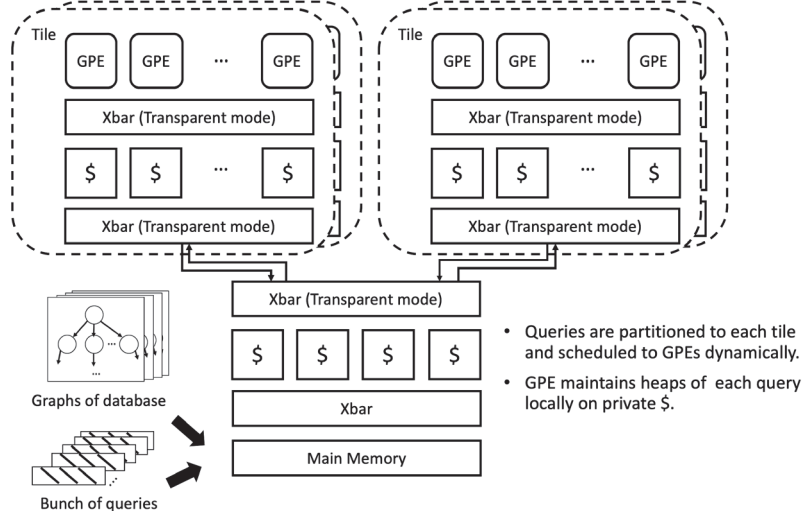 Tile
GPE GPE ... GPE
Xbar (Transparent mode)
$ $ ... $
Xbar (Transparent mode)
Tile
GPE GPE ... GPE
Xbar (Transparent mode)
$ $ ... $
Xbar (Transparent mode)
Xbar (Transparent mode)
$ $ $ $
Xbar
Main Memory
...
...
Graphs of database
...
Bunch of queries
• Queries are partitioned to each tile
and scheduled to GPEs dynamically.
• GPE maintains heaps of each query
locally on private $.